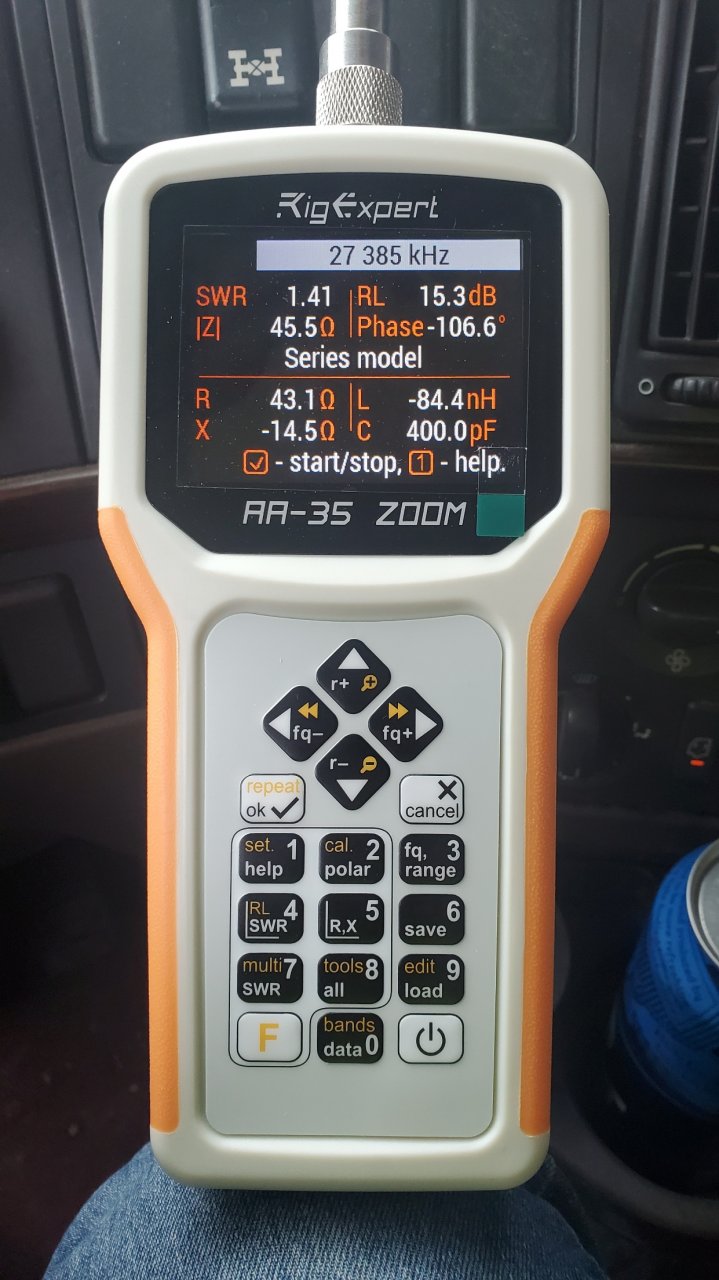 RigExpert
27 385 kHz
SWR 1.41 RL 15.3dB
|Z| 45.5Ω Phase -106.6°
Series model
R 43.1Ω L -84.4nH
X -14.5Ω C 400.0pF
☑ - start/stop, 1 - help.
AA-35 ZOOM
r+
fq– fq+
r–
repeat
ok ✓
✕
cancel
set. 1 cal. 2 fq, 3
help polar range
RL 4 5 6
SWR R,X save
multi 7 tools 8 edit 9
SWR all load
F bands
data 0